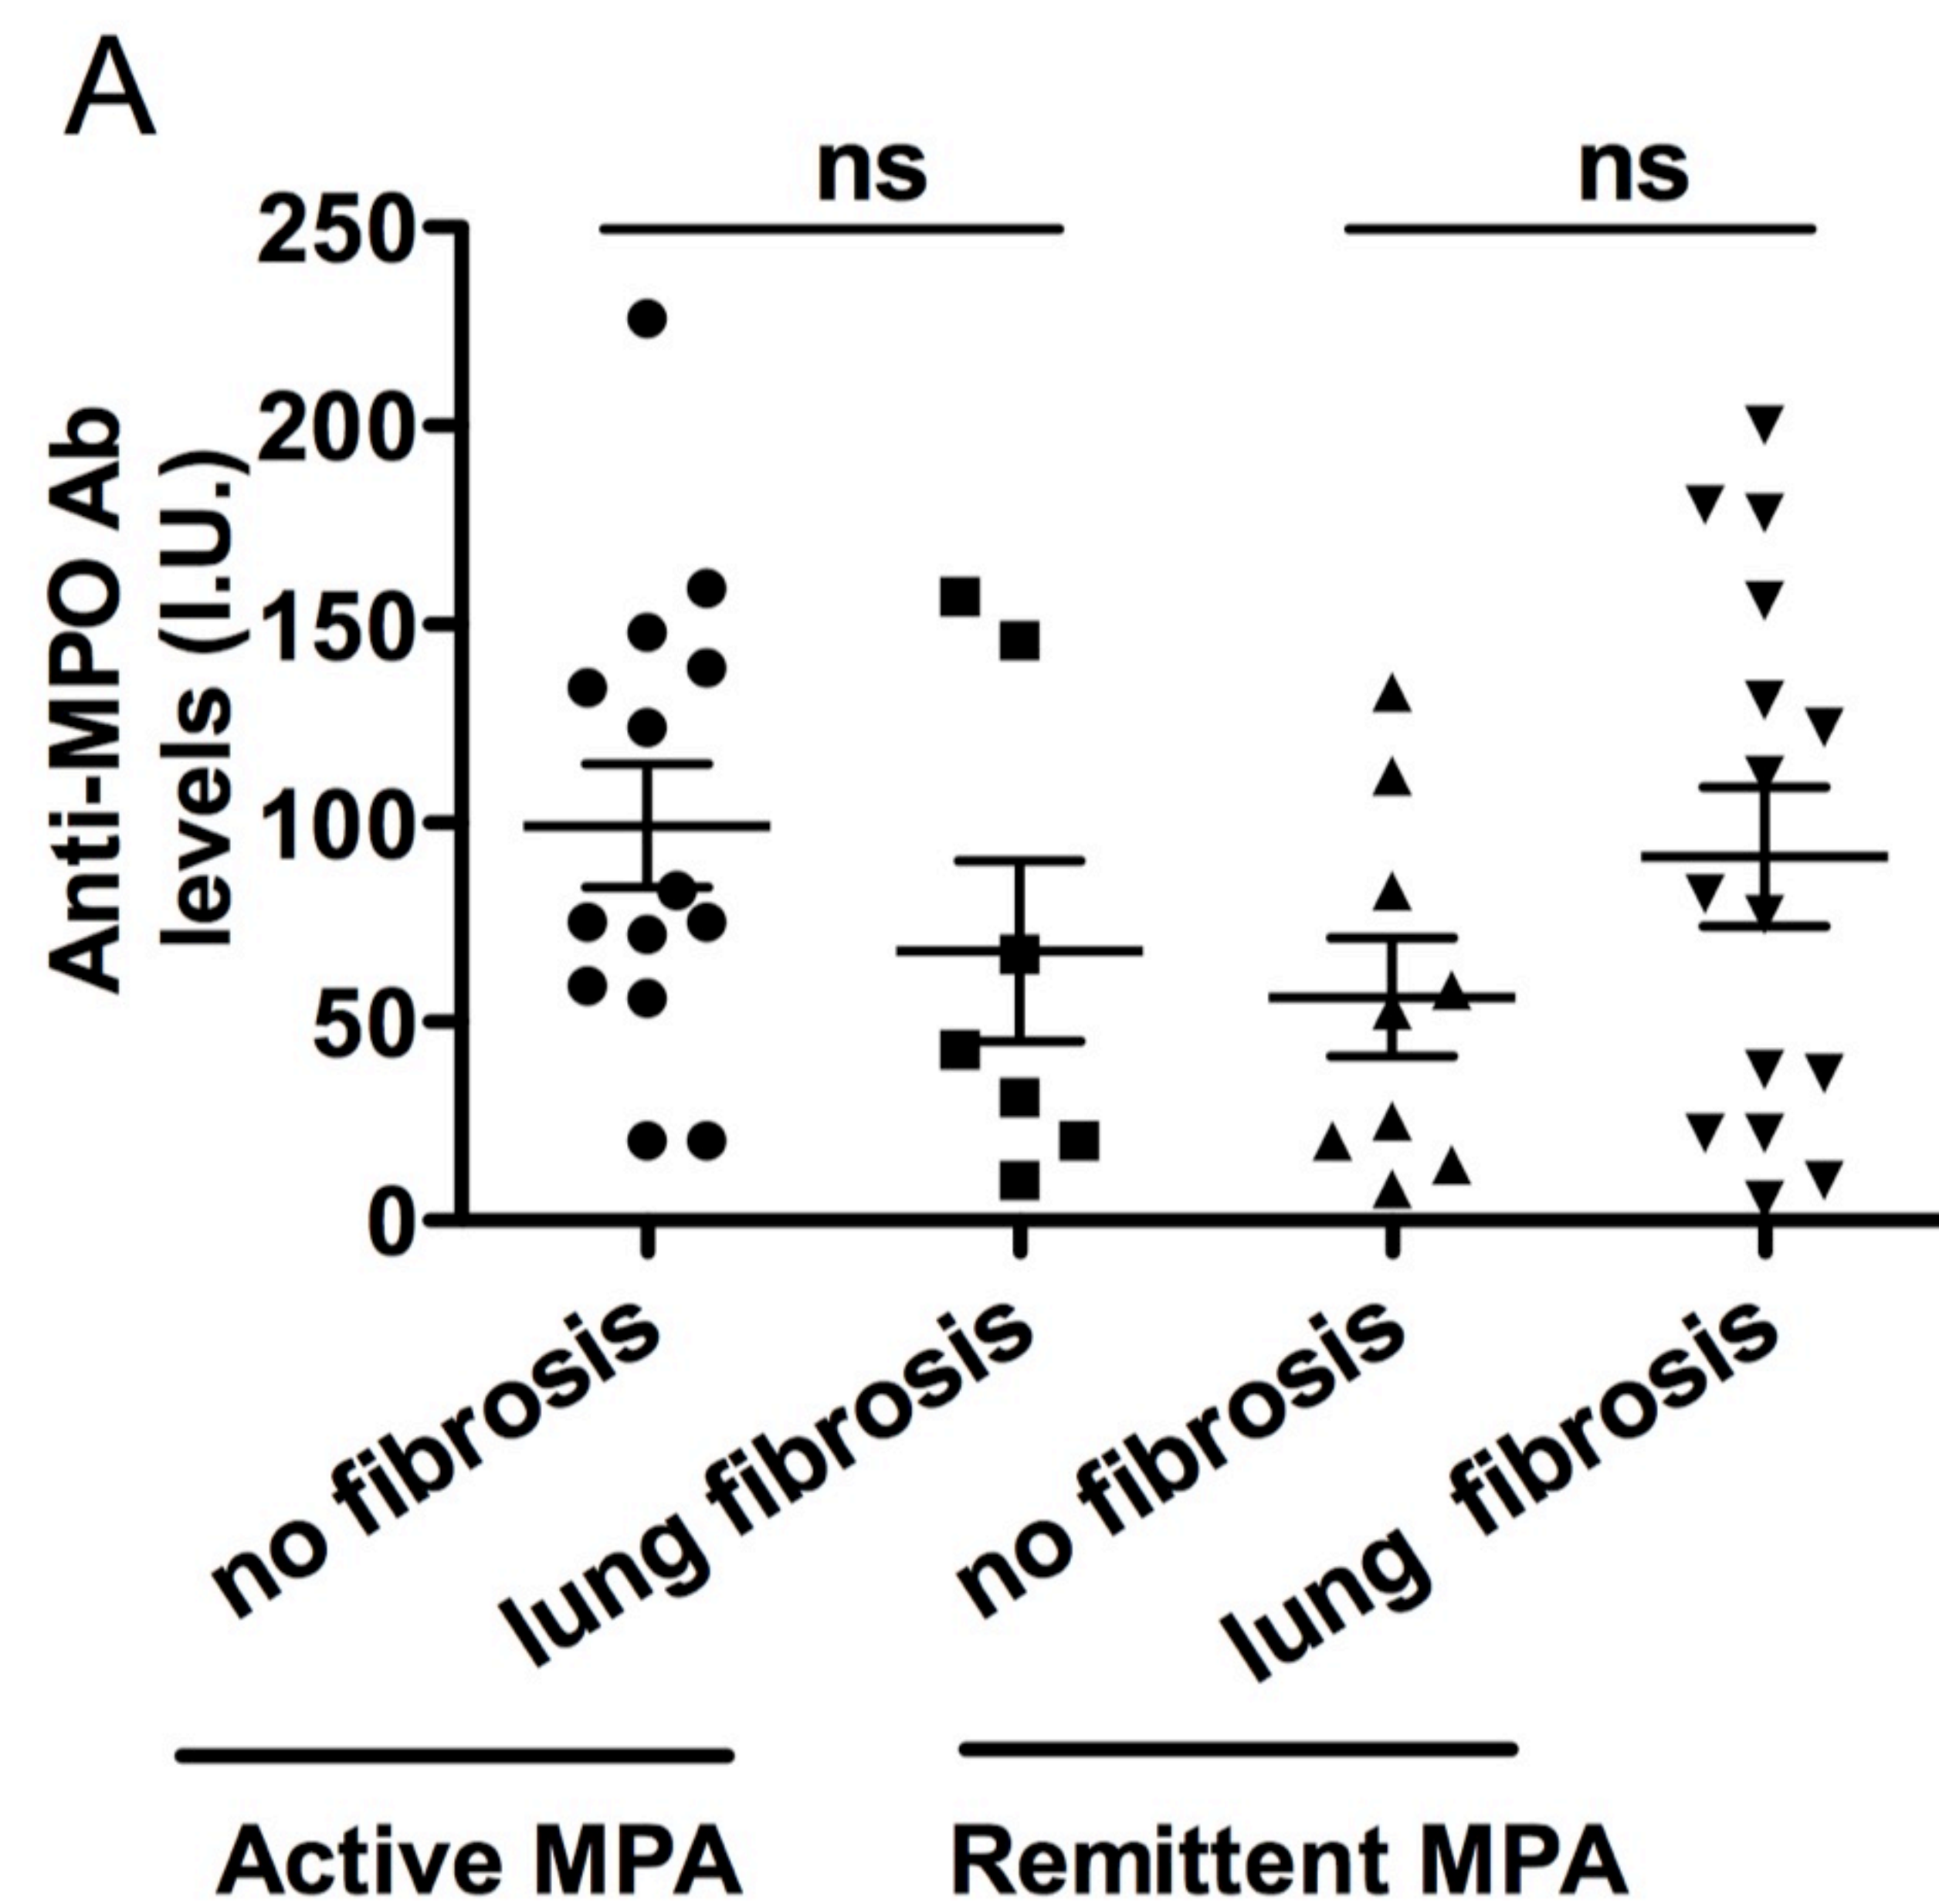 A
ns
ns
250
200
150
100
50
0
Anti-MPO Ab
levels (I.U.)
no fibrosis
lung fibrosis
no fibrosis
lung fibrosis
Active MPA
Remittent MPA